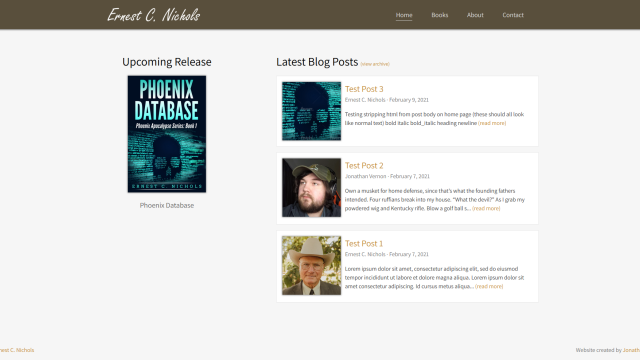 Ernest C. Nichols
Home Books About Contact
Upcoming Release
PHOENIX
DATABASE
Phoenix Apocalypse Series: Book 1
ERNEST C. NICHOLS
Phoenix Database
Latest Blog Posts (view archive)
Test Post 3
Ernest C. Nichols - February 9, 2021
Testing stripping html from post body on home page (these should all look
like normal text) bold italic bold_italic heading newline (read more)
Test Post 2
Jonathan Vernon - February 7, 2021
Own a musket for home defense, since that's what the founding fathers
intended. Four ruffians break into my house. "What the devil?" As I grab my
powdered wig and Kentucky rifle. Blow a golf ball s... (read more)
Test Post 1
Ernest C. Nichols - February 7, 2021
Lorem ipsum dolor sit amet, consectetur adipiscing elit, sed do eiusmod
tempor incididunt ut labore et dolore magna aliqua. Lorem ipsum dolor sit
amet consectetur adipiscing. Id cursus metus aliqua... (read more)
nest C. Nichols
Website created by Jonath